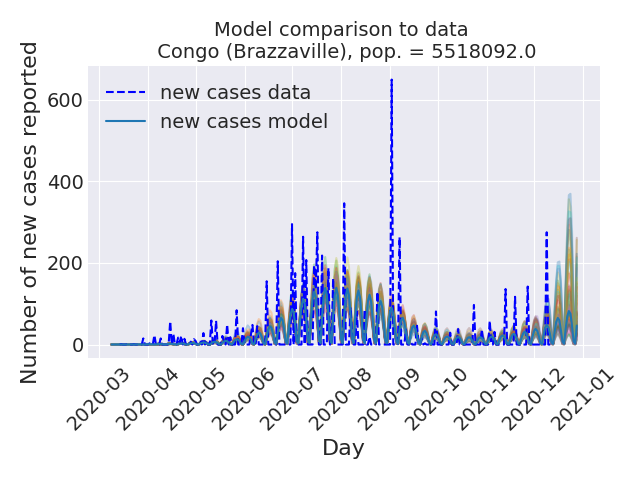 Model comparison to data
Congo (Brazzaville), pop. = 5518092.0
Number of new cases reported
600
400
200
0
new cases data
new cases model
2020-03
2020-04
2020-05
2020-06
2020-07
2020-08
2020-09
2020-10
2020-11
2020-12
2021-01
Day